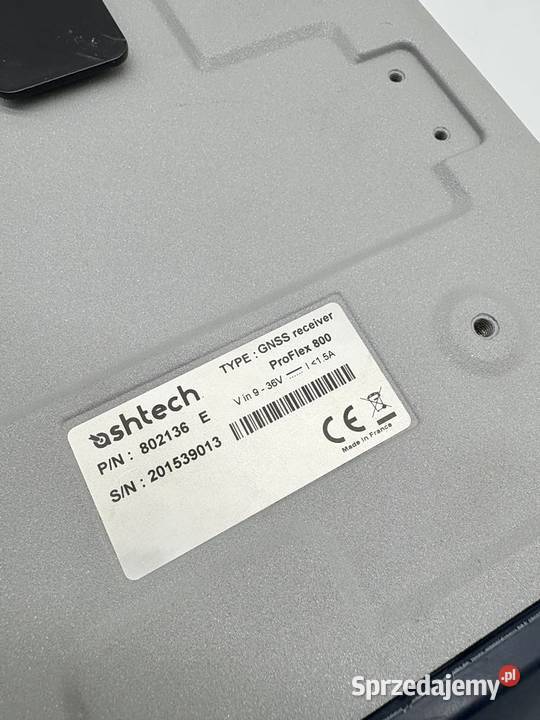 ashtech
TYPE : GNSS receiver
ProFlex 800
P/N : 802136 E
V in 9 - 36V I <1.5A
S/N : 201539013
CE
Made in France
Sprzedajemy.pl